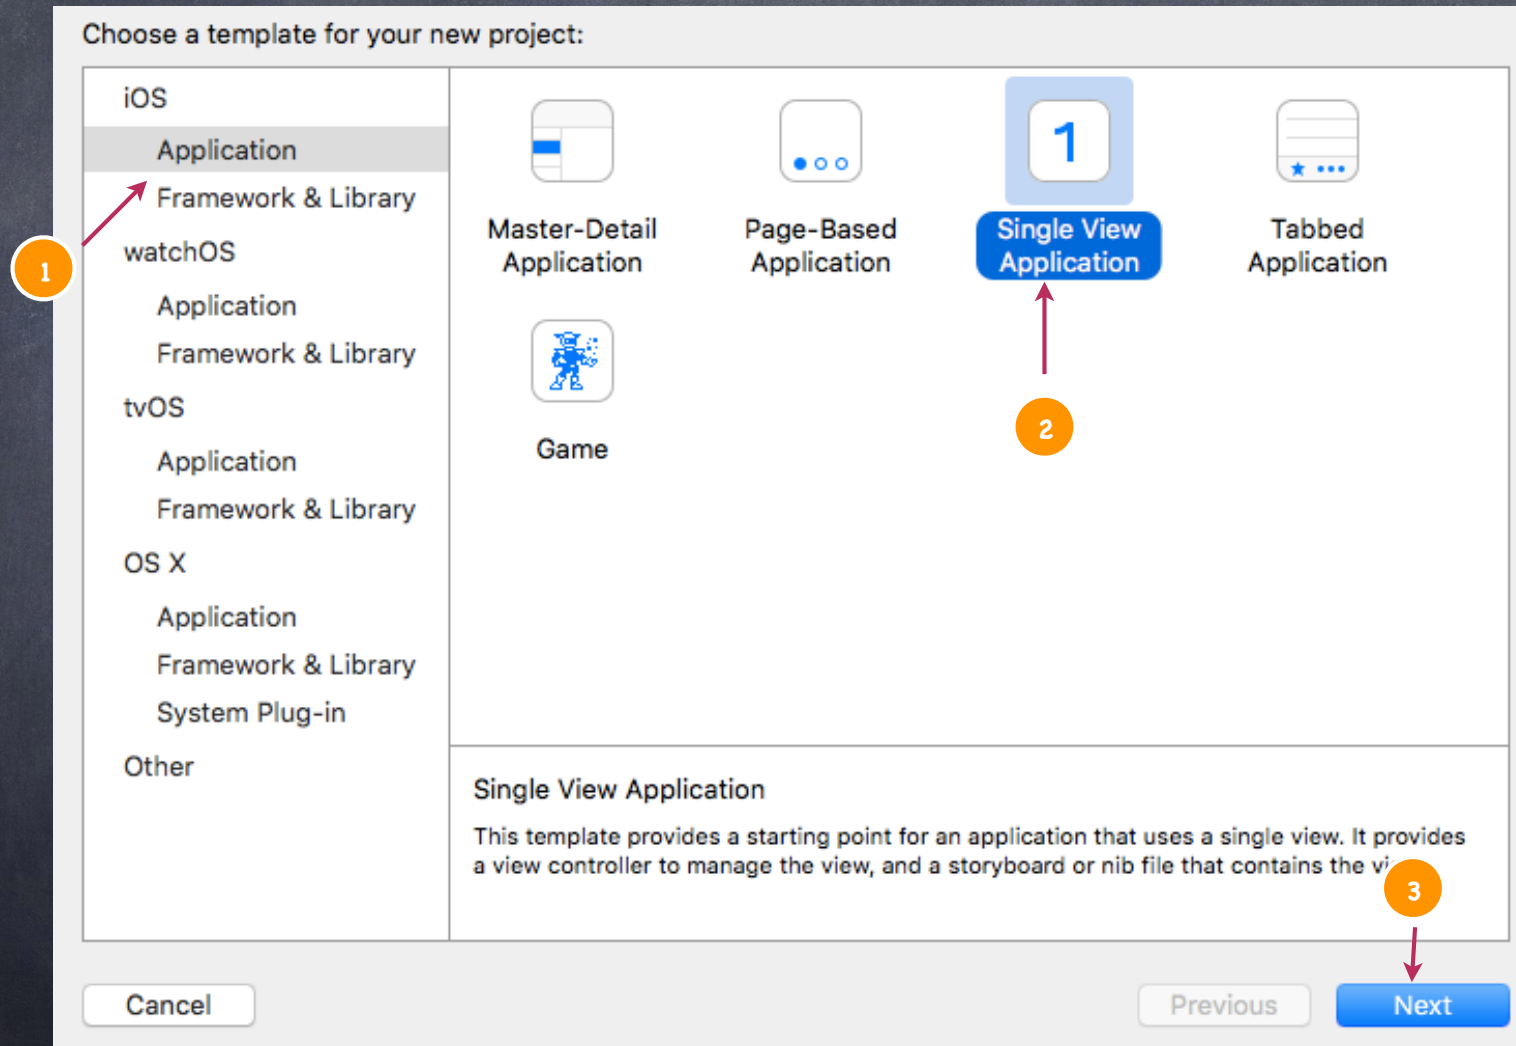 Choose a template for your new project:
iOS
Application
Framework & Library
watchOS
Application
Framework & Library
tvOS
Application
Framework & Library
OS X
Application
Framework & Library
System Plug-in
Other
1
Master-Detail
Application
Page-Based
Application
1
Single View
Application
Tabbed
Application
2
Game
Single View Application
This template provides a starting point for an application that uses a single view. It provides
a view controller to manage the view, and a storyboard or nib file that contains the
3
Cancel
Previous
Next